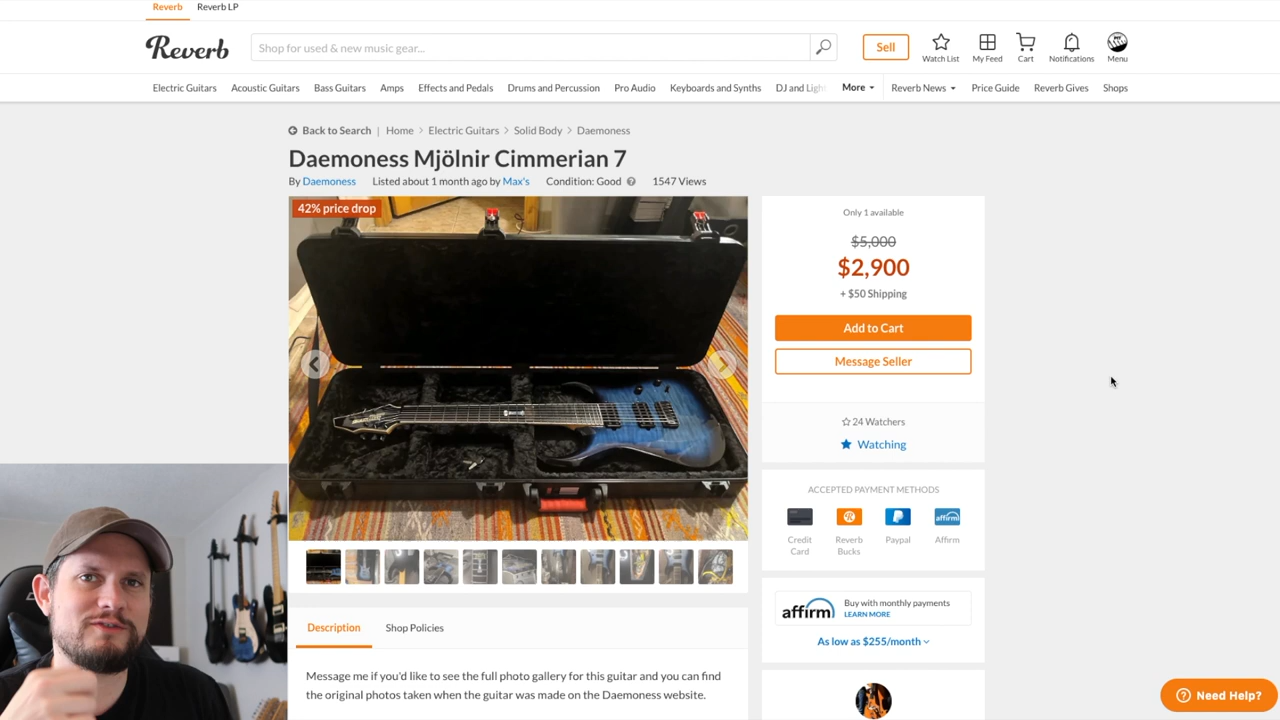 Reverb Reverb LP
Reverb Shop for used & new music gear... Sell Watch List My Feed Cart Notifications Menu
Electric Guitars Acoustic Guitars Bass Guitars Amps Effects and Pedals Drums and Percussion Pro Audio Keyboards and Synths DJ and Ligh More Reverb News Price Guide Reverb Gives Shops
Back to Search | Home > Electric Guitars > Solid Body > Daemoness
Daemoness Mjölnir Cimmerian 7
By Daemoness Listed about 1 month ago by Max's Condition: Good ? 1547 Views
42% price drop
Only 1 available
$5,000
$2,900
+ $50 Shipping
Add to Cart
Message Seller
24 Watchers
Watching
ACCEPTED PAYMENT METHODS
Credit Card
Reverb Bucks
Paypal
affirm
Affirm
affirm
Buy with monthly payments
LEARN MORE
As low as $255/month
Description Shop Policies
Message me if you'd like to see the full photo gallery for this guitar and you can find
the original photos taken when the guitar was made on the Daemoness website.
? Need Help?